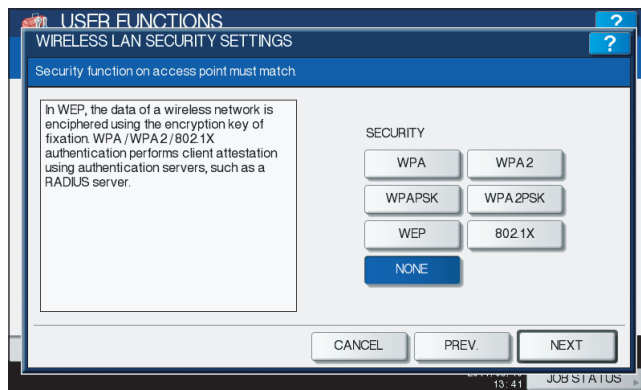 USER FUNCTIONS
?
WIRELESS LAN SECURITY SETTINGS
?
Security function on access point must match.
In WEP, the data of a wireless network is
enciphered using the encryption key of
fixation. WPA/WPA2/802.1X
authentication performs client attestation
using authentication servers, such as a
RADIUS server.
SECURITY
WPA
WPA2
WPAPSK
WPA2PSK
WEP
802.1X
NONE
CANCEL
PREV.
NEXT
13:41
JOB STATUS